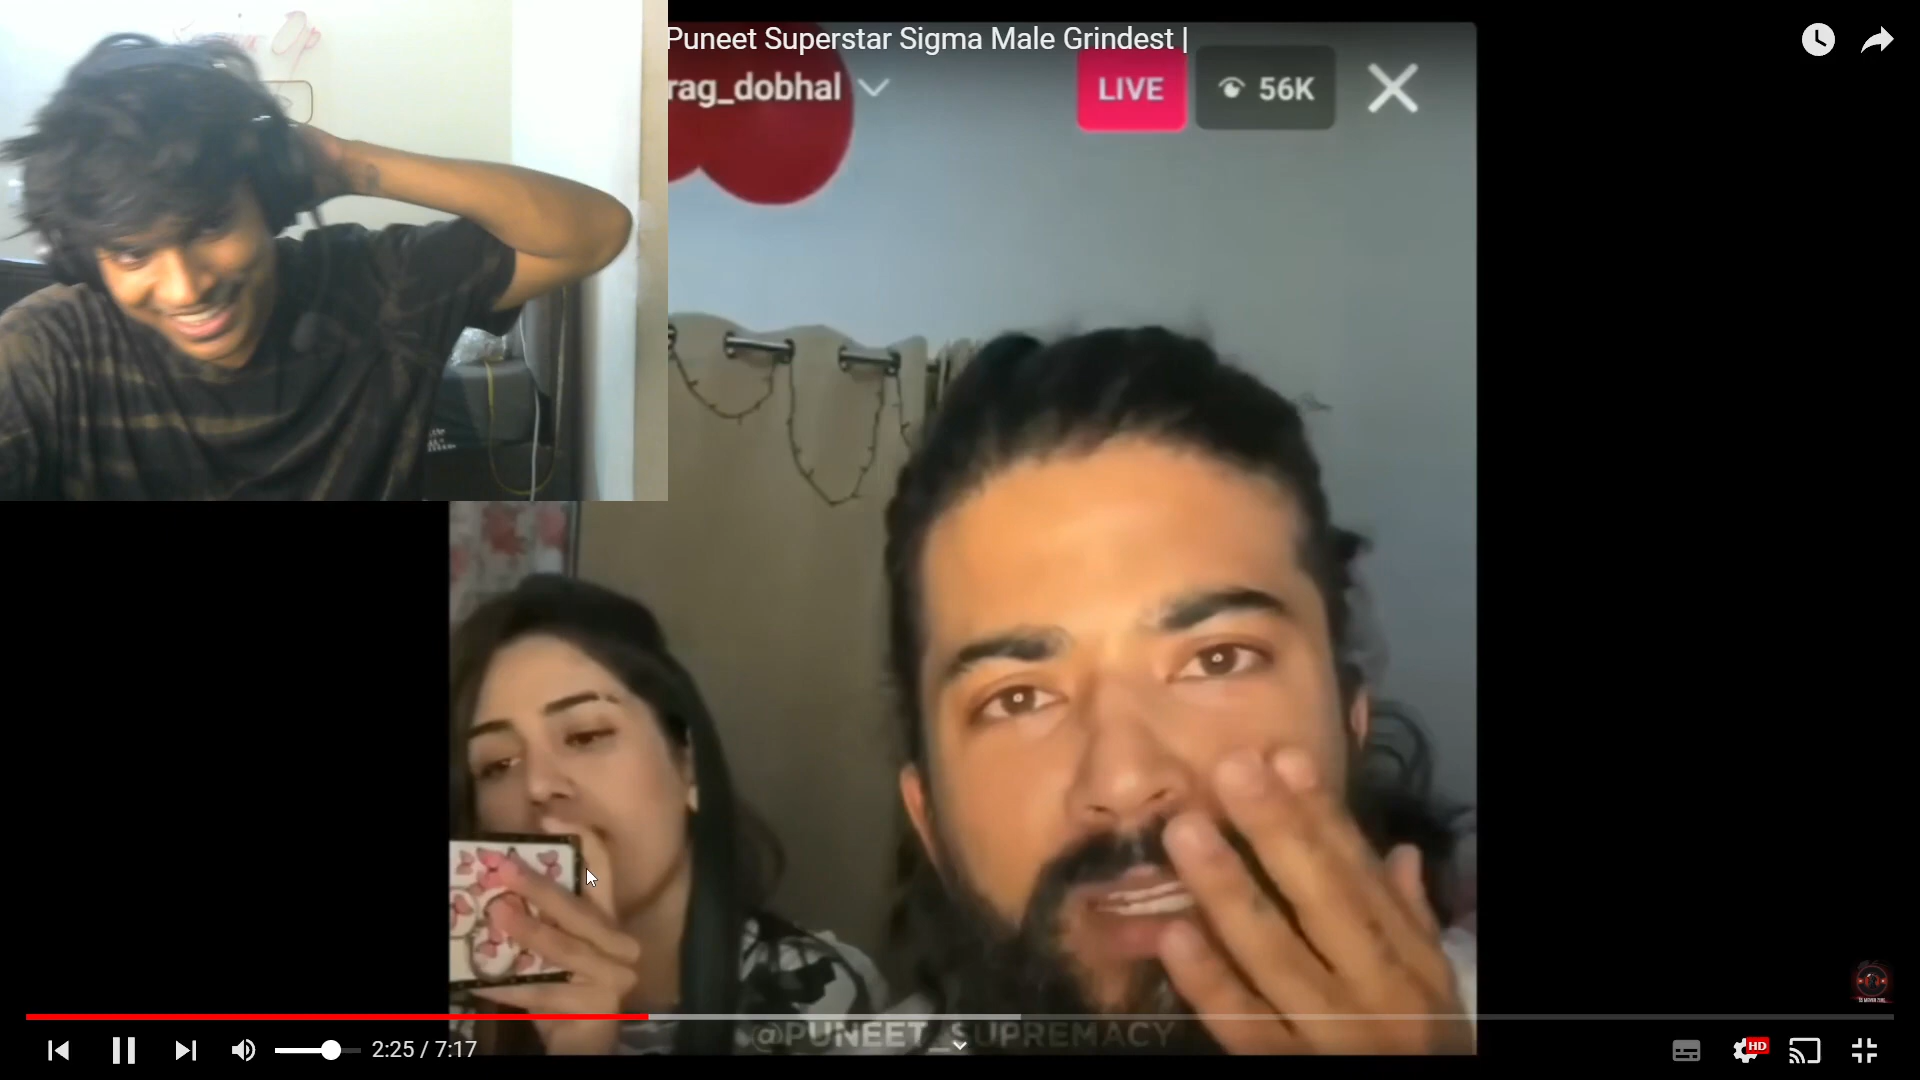 Puneet Superstar Sigma Male Grindest |
rag_dobhal
LIVE
56K
@PUNEET_SUPREMACY
2:25 / 7:17
HD